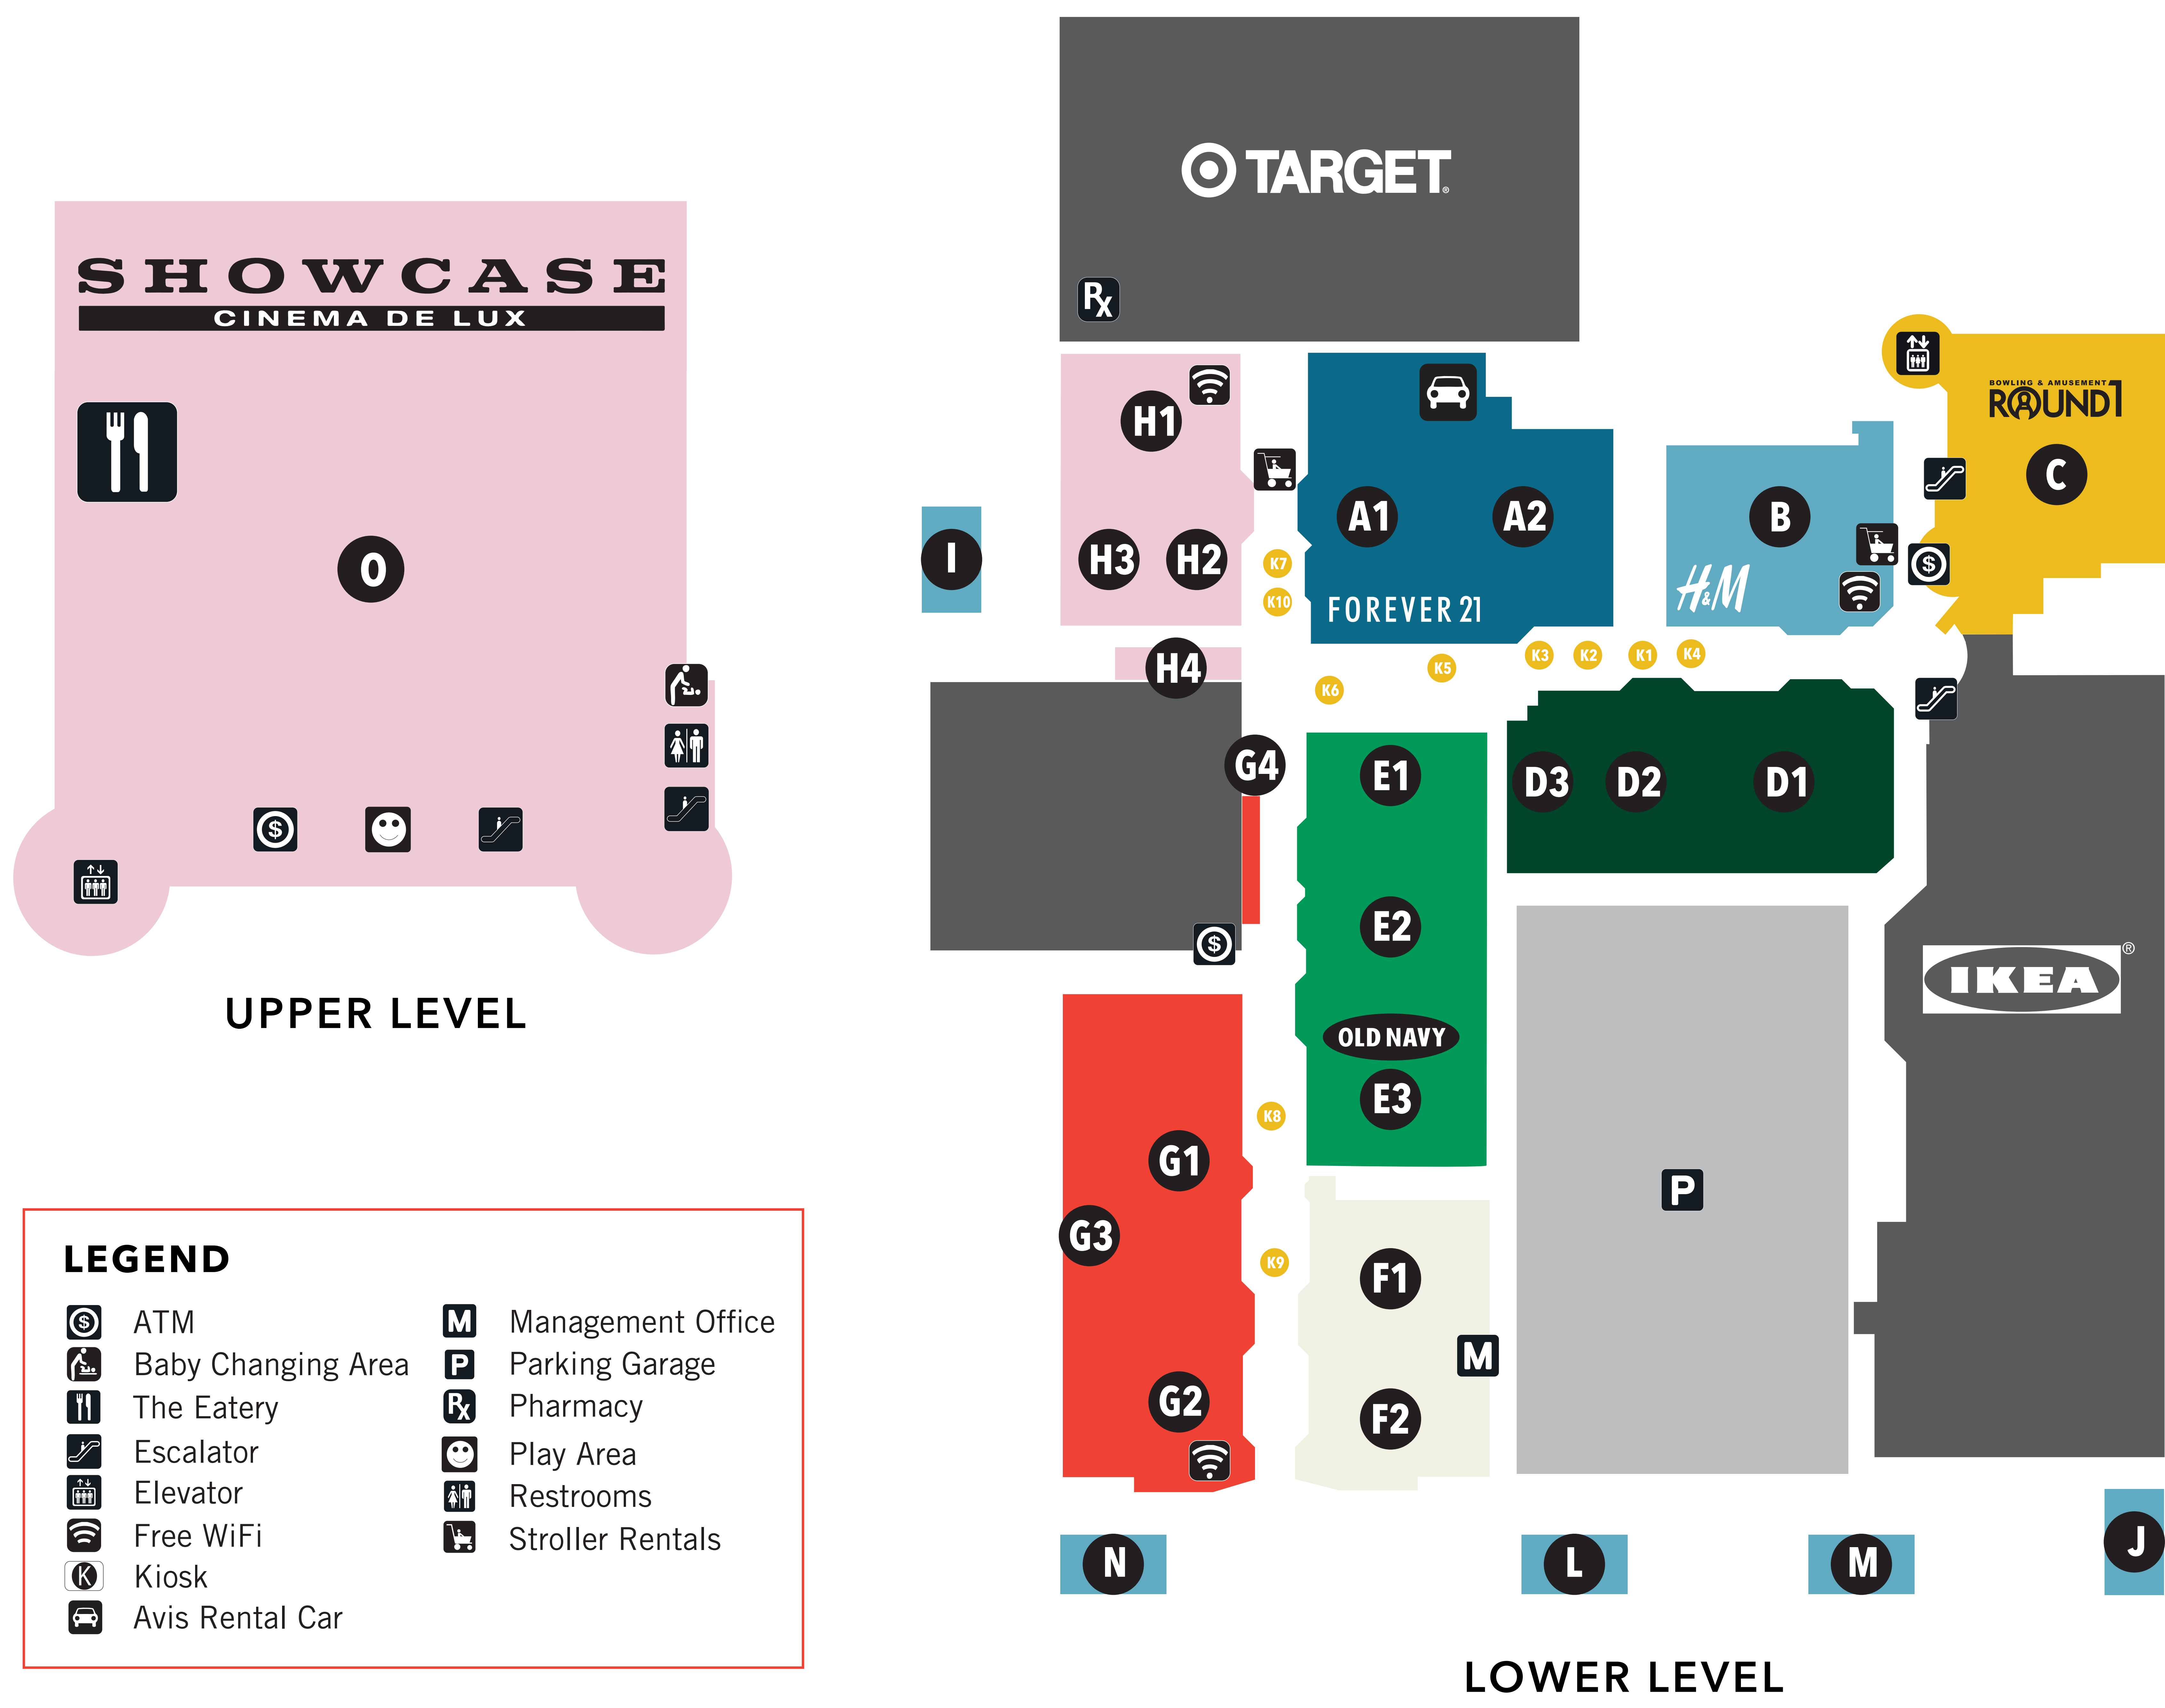 SHOWCASE
CINEMA DE LUX
O
$
UPPER LEVEL
TARGET®
Rx
H1
H3
H2
H4
I
K7
K10
A1
A2
FOREVER 21
B
H&M
$
BOWLING & AMUSEMENT
ROUND1
C
K3
K2
K1
K4
K5
K6
G4
$
E1
E2
OLD NAVY
E3
D3
D2
D1
IKEA®
P
G1
G3
G2
K8
K9
F1
M
F2
N
L
M
J
LOWER LEVEL
LEGEND
$ ATM
Baby Changing Area
The Eatery
Escalator
Elevator
Free WiFi
K Kiosk
Avis Rental Car
M Management Office
P Parking Garage
Rx Pharmacy
Play Area
Restrooms
Stroller Rentals